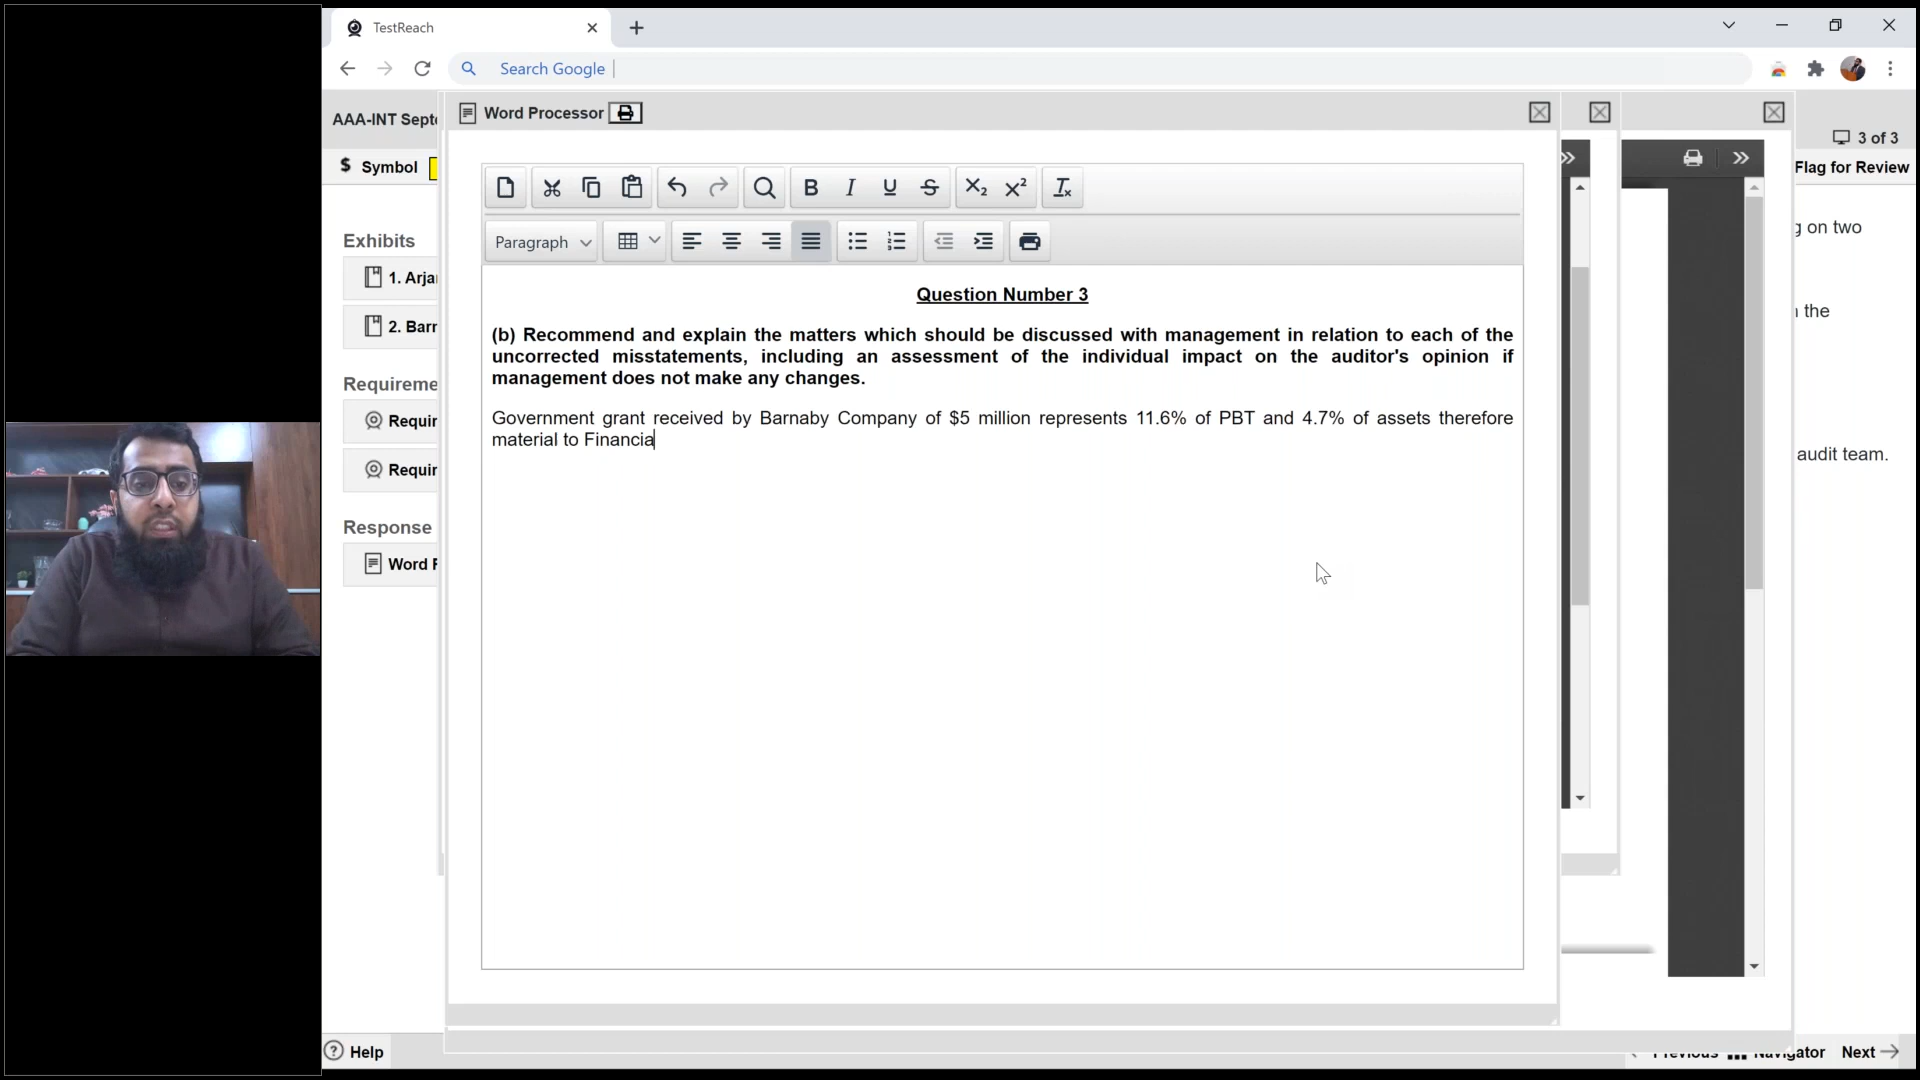 TestReach
Search Google
AAA-INT Septe
Word Processor
3 of 3
$ Symbol
Flag for Review
Paragraph
Exhibits
1. Arja
2. Barn
Requireme
Requir
Requir
Response
Word P
Question Number 3
(b) Recommend and explain the matters which should be discussed with management in relation to each of the
uncorrected misstatements, including an assessment of the individual impact on the auditor's opinion if
management does not make any changes.
Government grant received by Barnaby Company of $5 million represents 11.6% of PBT and 4.7% of assets therefore
material to Financia
g on two
the
audit team.
Help
Previous
Navigator
Next